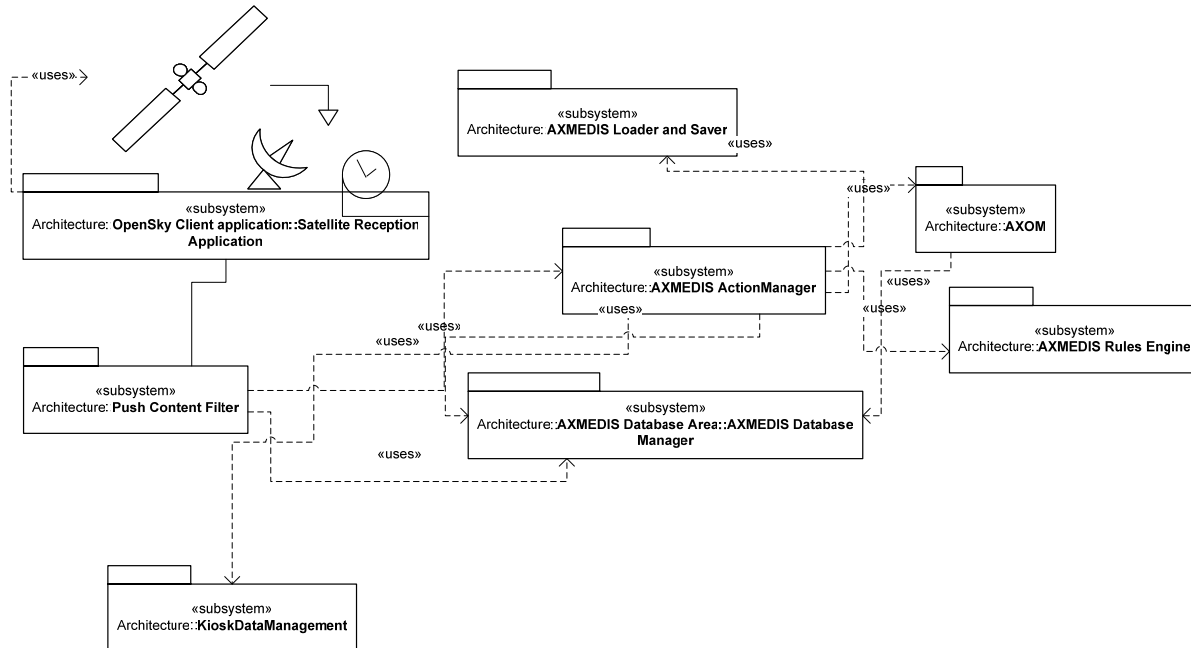 «uses»
«subsystem»
Architecture: AXMEDIS Loader and Saver
«uses»
«uses»
«subsystem»
Architecture: OpenSky Client application::Satellite Reception
Application
«subsystem»
Architecture::AXOM
«subsystem»
Architecture::AXMEDIS ActionManager
«uses»
«uses»
«uses»
«uses»
«uses»
«subsystem»
Architecture::AXMEDIS Rules Engine
«subsystem»
Architecture: Push Content Filter
«subsystem»
Architecture::AXMEDIS Database Area::AXMEDIS Database
Manager
«uses»
«subsystem»
Architecture::KioskDataManagement